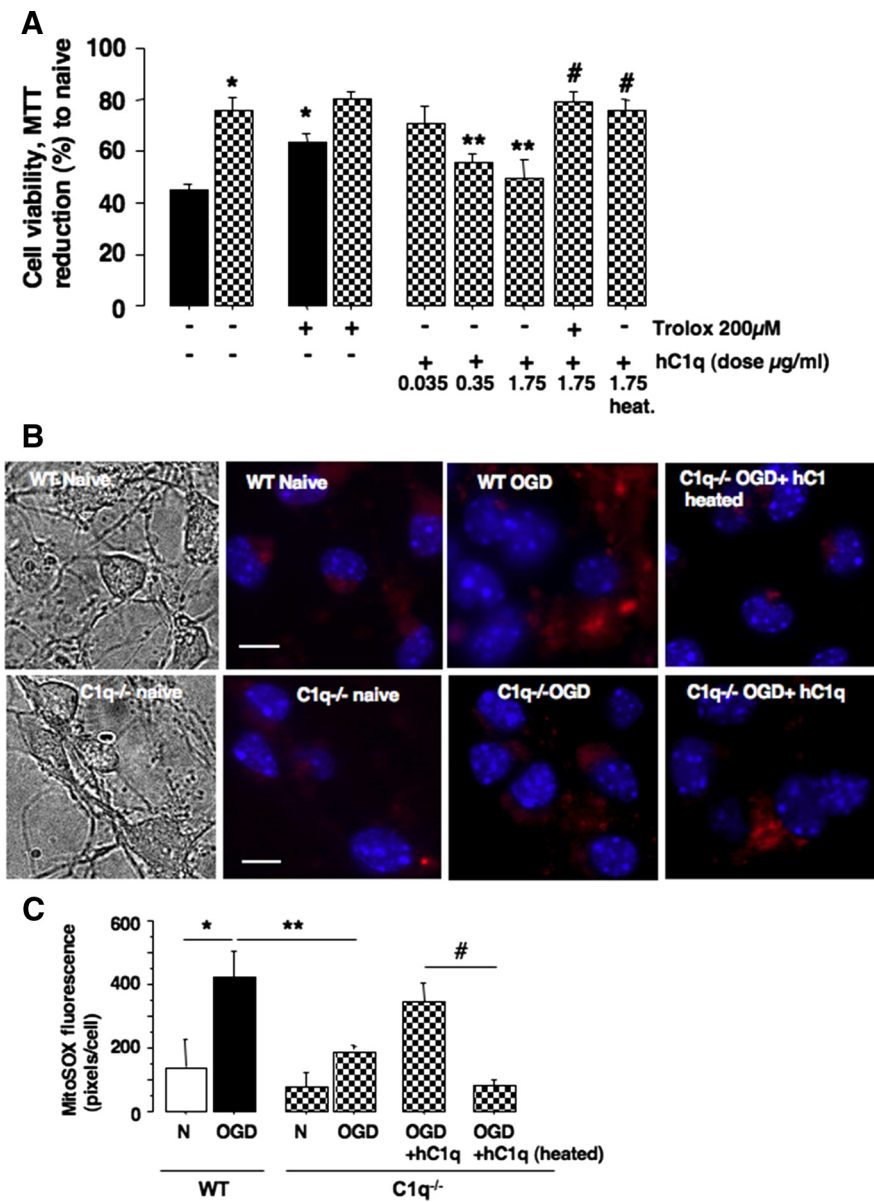 A
Cell viability, MTT
reduction (%) to naive
100
80
60
40
20
0
*
*
**
**
#
#
- - + + - - - + - Trolox 200µM
- - - - + + + + + hC1q (dose µg/ml)
0.035 0.35 1.75 1.75 1.75
heat.
B
WT Naive
WT Naive
WT OGD
C1q-/- OGD+ hC1
heated
C1q-/- naive
C1q-/- naive
C1q-/-OGD
C1q-/- OGD+ hC1q
C
MitoSOX fluorescence
(pixels/cell)
600
400
200
0
*
**
#
N OGD N OGD OGD OGD
+hC1q +hC1q (heated)
WT C1q-/-